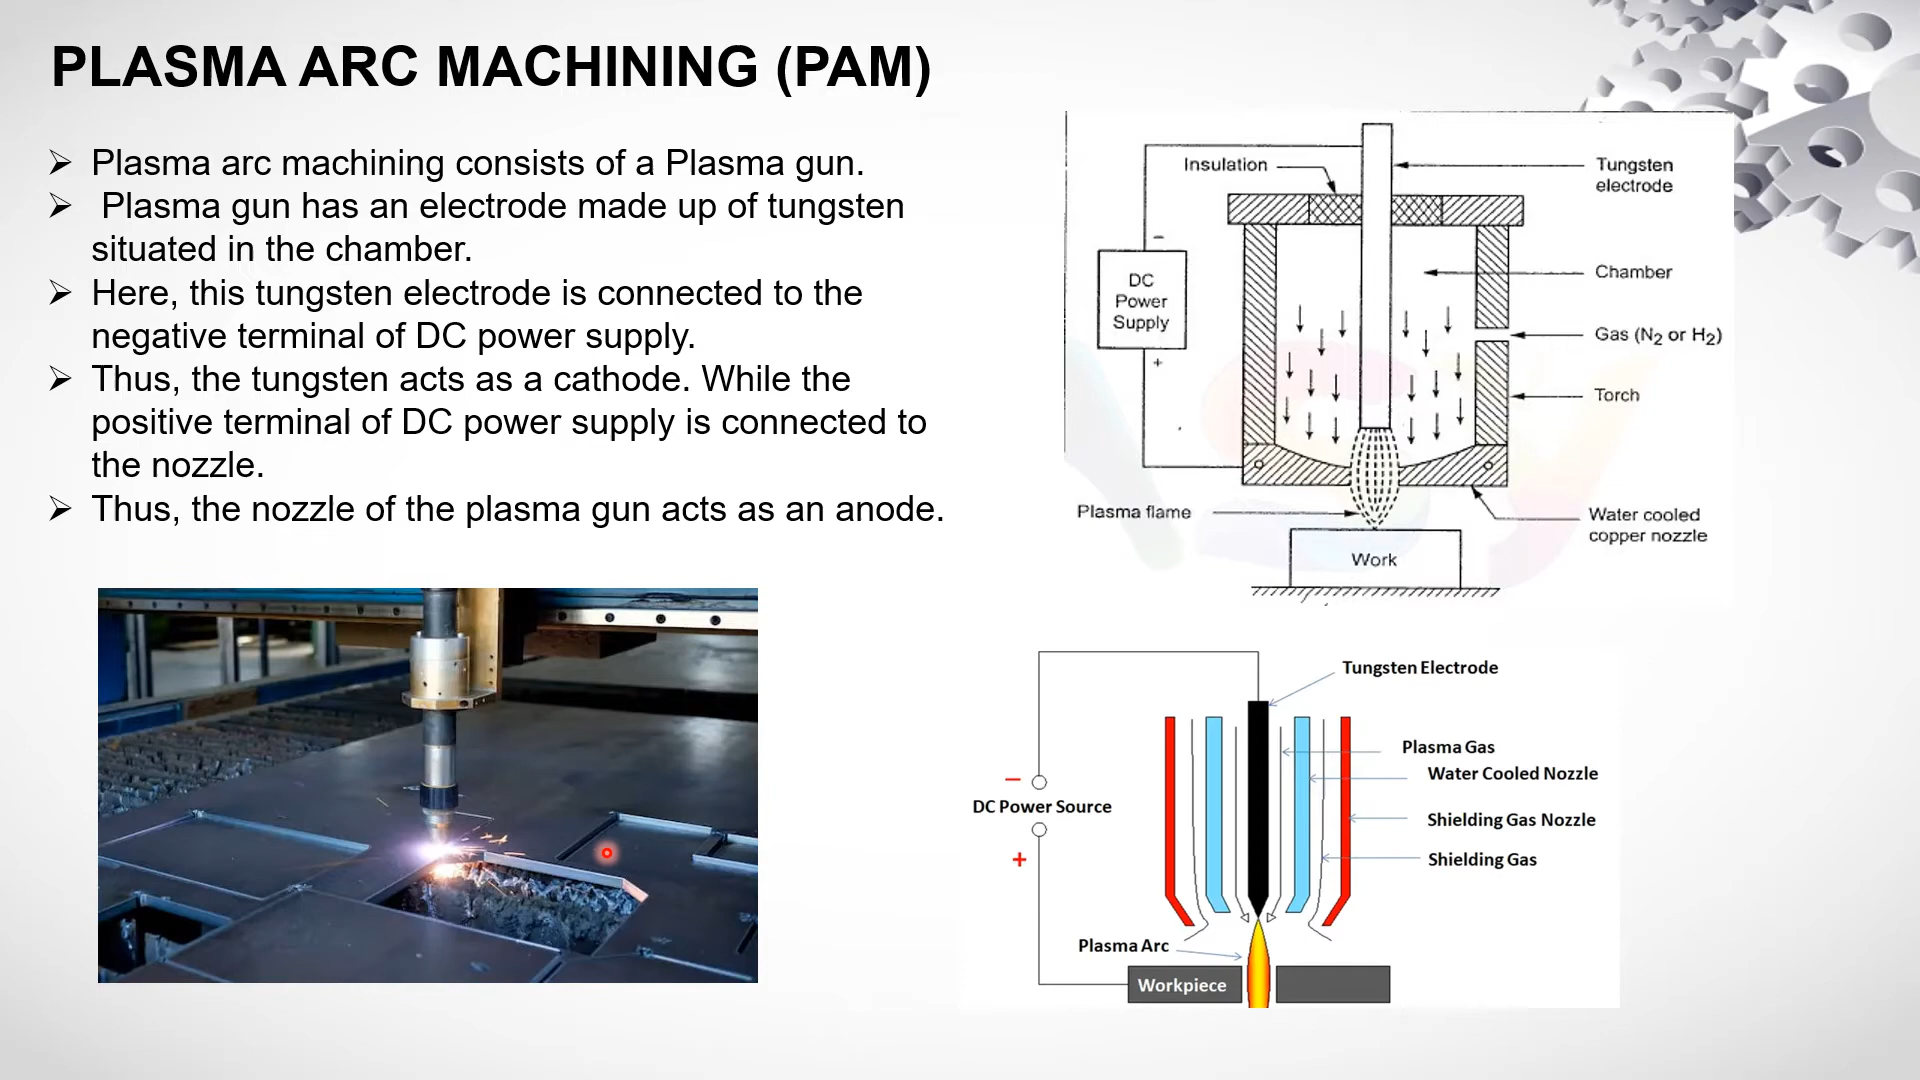 PLASMA ARC MACHINING (PAM)
Plasma arc machining consists of a Plasma gun.
Plasma gun has an electrode made up of tungsten
situated in the chamber.
Here, this tungsten electrode is connected to the
negative terminal of DC power supply.
Thus, the tungsten acts as a cathode. While the
positive terminal of DC power supply is connected to
the nozzle.
Thus, the nozzle of the plasma gun acts as an anode.
Insulation
Tungsten
electrode
−
DC
Power
Supply
+
Chamber
Gas (N₂ or H₂)
Torch
Plasma flame
Water cooled
copper nozzle
Work
Tungsten Electrode
Plasma Gas
Water Cooled Nozzle
−
DC Power Source
+
Shielding Gas Nozzle
Shielding Gas
Plasma Arc
Workpiece